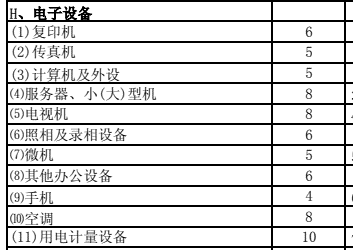 H、电子设备
(1)复印机 6
(2)传真机 5
(3)计算机及外设 5
⑷服务器、小(大)型机 8
⑸电视机 8
⑹照相及录相设备 6
⑺微机 5
⑻其他办公设备 6
⑼手机 4
⑽空调 8
(11)用电计量设备 10